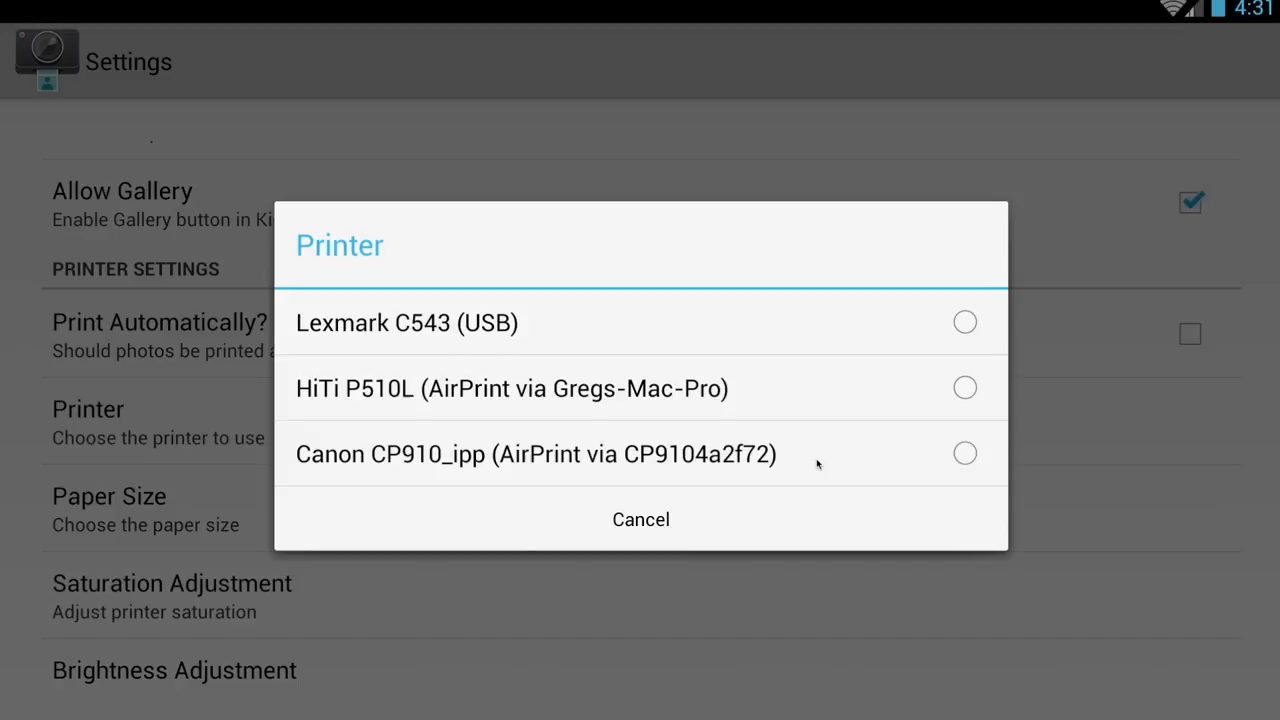 4:31
Settings
Allow Gallery
Enable Gallery button in Ki
PRINTER SETTINGS
Print Automatically?
Should photos be printed a
Printer
Choose the printer to use
Paper Size
Choose the paper size
Saturation Adjustment
Adjust printer saturation
Brightness Adjustment
Printer
Lexmark C543 (USB)
HiTi P510L (AirPrint via Gregs-Mac-Pro)
Canon CP910_ipp (AirPrint via CP9104a2f72)
Cancel